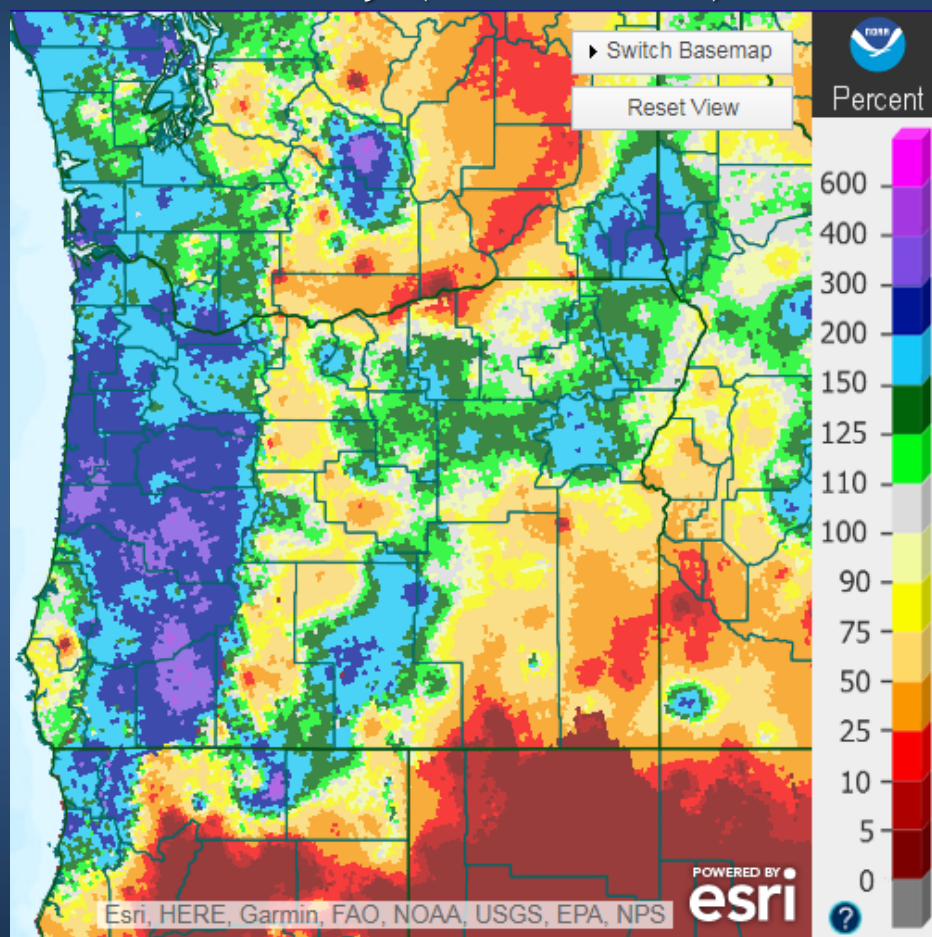 Switch Basemap
Reset View
NOAA
Percent
600
400
300
200
150
125
110
100
90
75
50
25
10
5
0
POWERED BY
esri
Esri, HERE, Garmin, FAO, NOAA, USGS, EPA, NPS
?